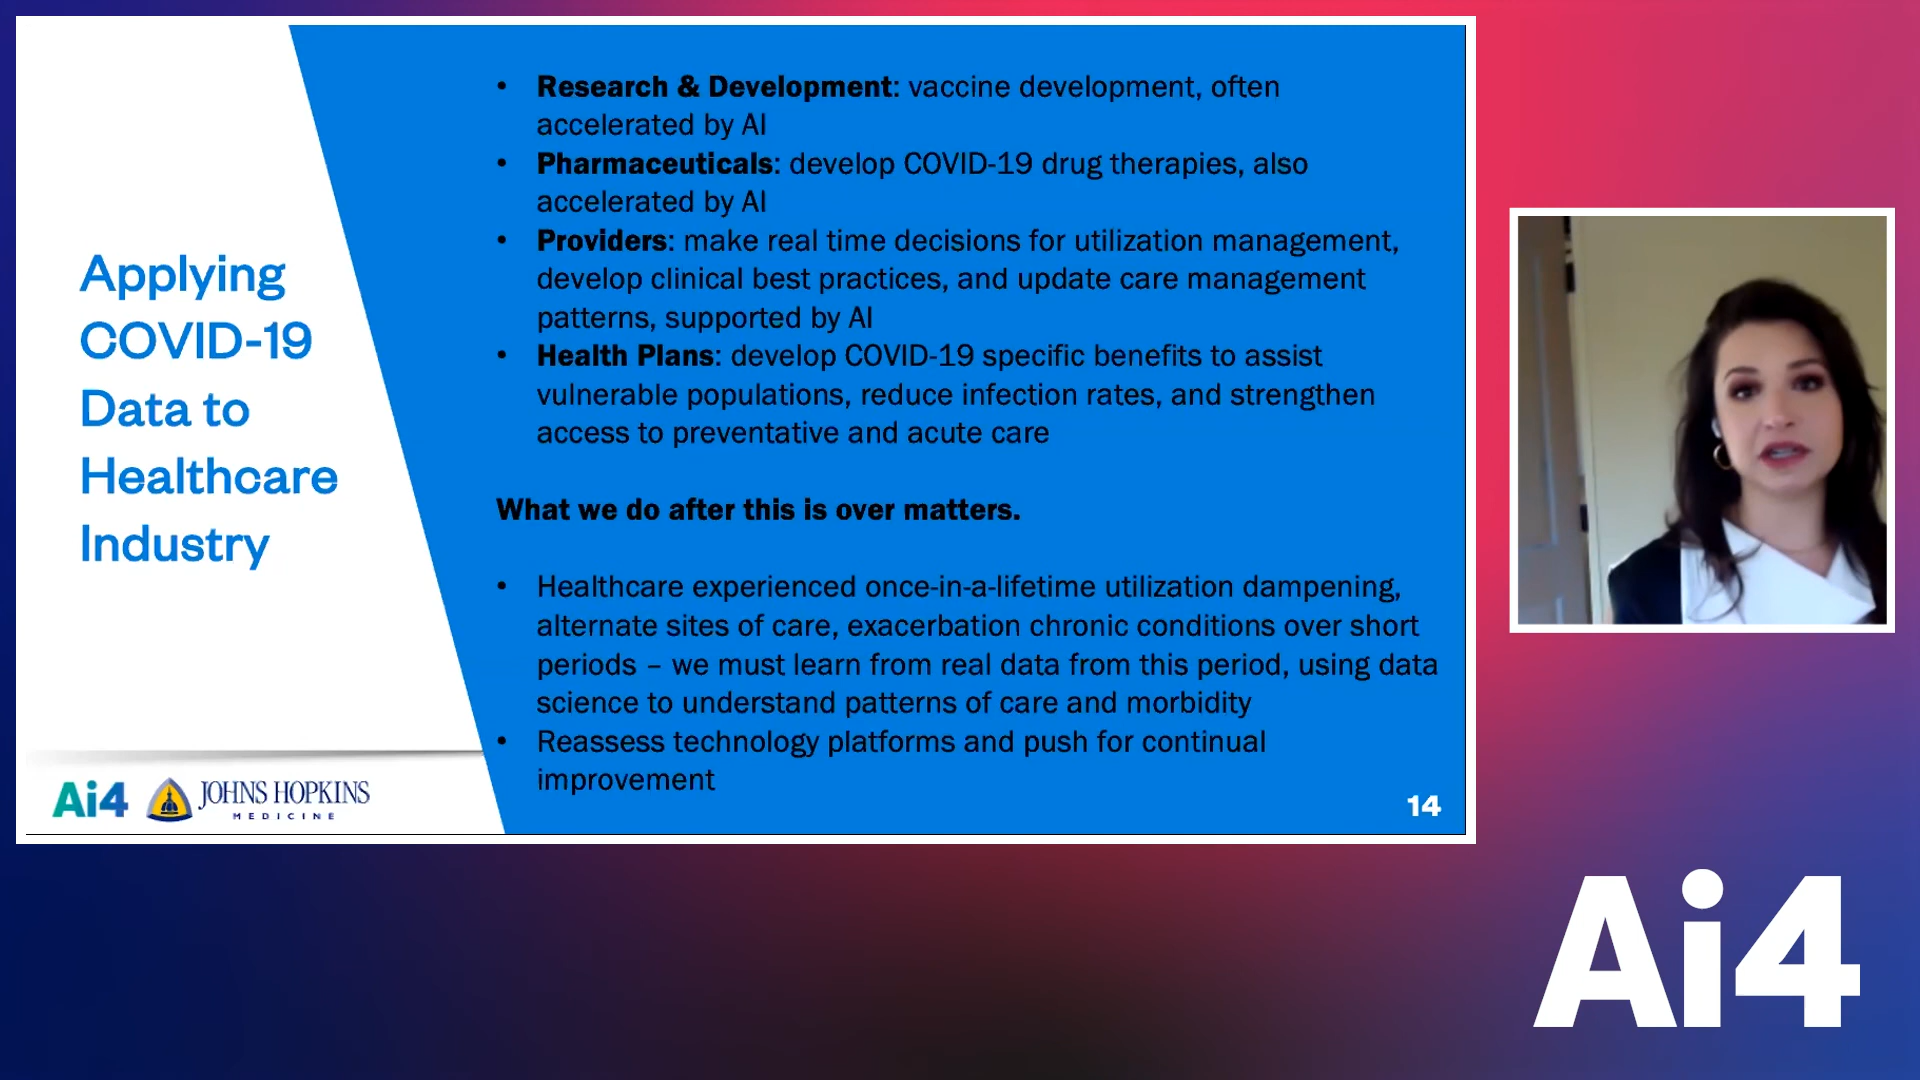 Applying
COVID-19
Data to
Healthcare
Industry
• Research & Development: vaccine development, often
accelerated by AI
• Pharmaceuticals: develop COVID-19 drug therapies, also
accelerated by AI
• Providers: make real time decisions for utilization management,
develop clinical best practices, and update care management
patterns, supported by AI
• Health Plans: develop COVID-19 specific benefits to assist
vulnerable populations, reduce infection rates, and strengthen
access to preventative and acute care
What we do after this is over matters.
• Healthcare experienced once-in-a-lifetime utilization dampening,
alternate sites of care, exacerbation chronic conditions over short
periods – we must learn from real data from this period, using data
science to understand patterns of care and morbidity
• Reassess technology platforms and push for continual
improvement
14
Ai4
JOHNS HOPKINS
MEDICINE
Ai4